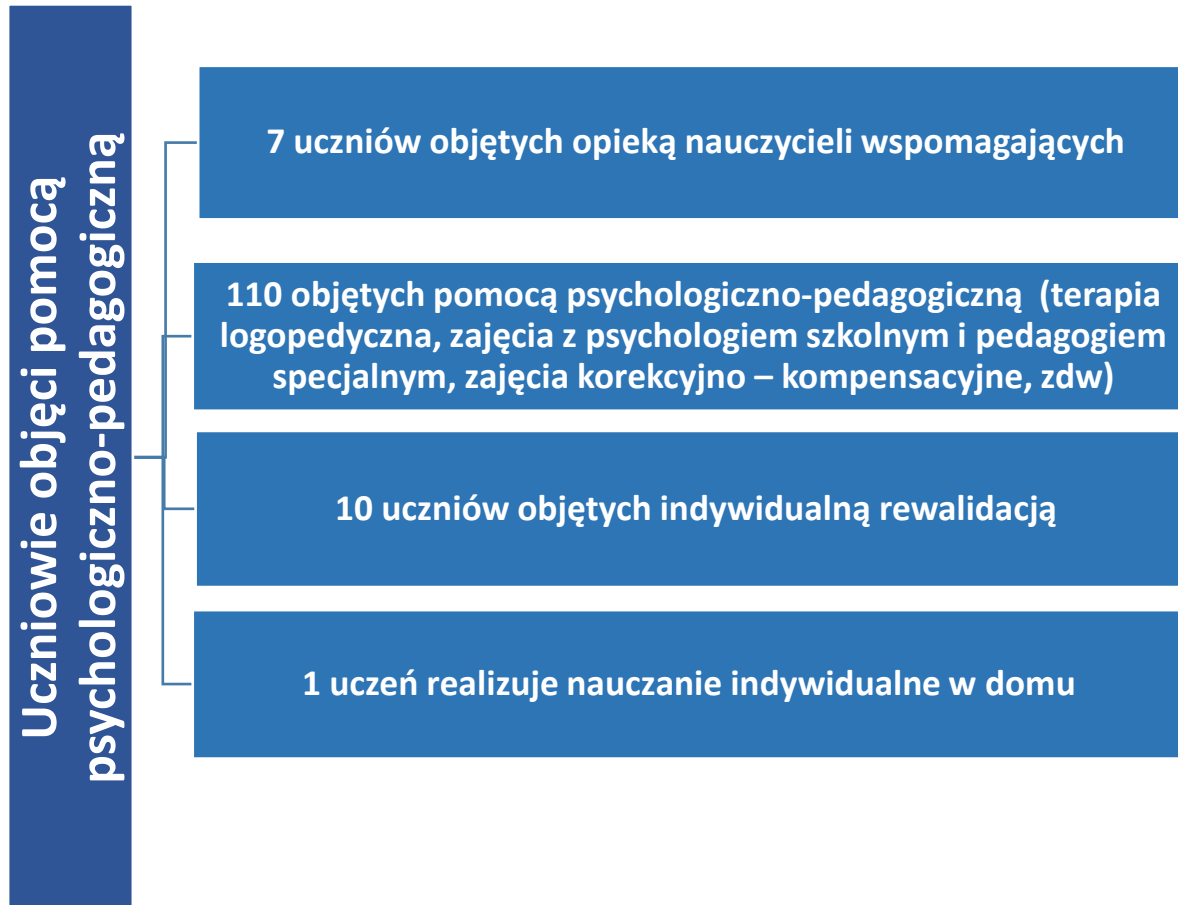 Uczniowie objęci pomocą
psychologiczno-pedagogiczną
7 uczniów objętych opieką nauczycieli wspomagających
110 objętych pomocą psychologiczno-pedagogiczną (terapia
logopedyczna, zajęcia z psychologiem szkolnym i pedagogiem
specjalnym, zajęcia korekcyjno – kompensacyjne, zdw)
10 uczniów objętych indywidualną rewalidacją
1 uczeń realizuje nauczanie indywidualne w domu